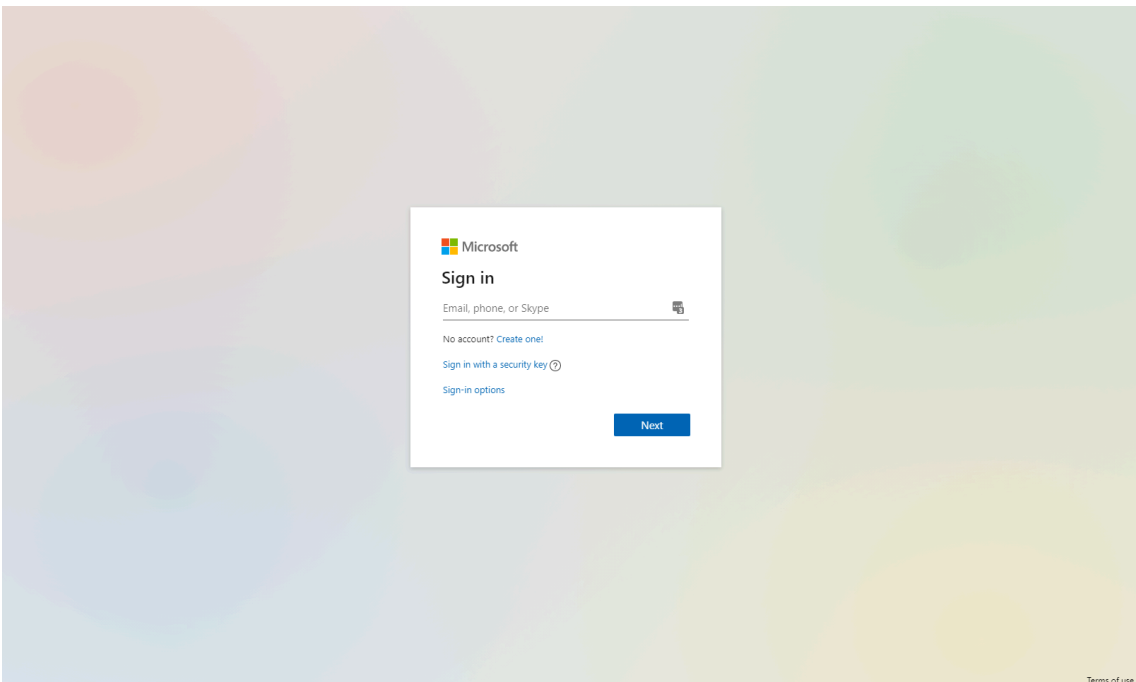 Microsoft
Sign in
Email, phone, or Skype
No account? Create one!
Sign in with a security key
Sign-in options
Next
Terms of use